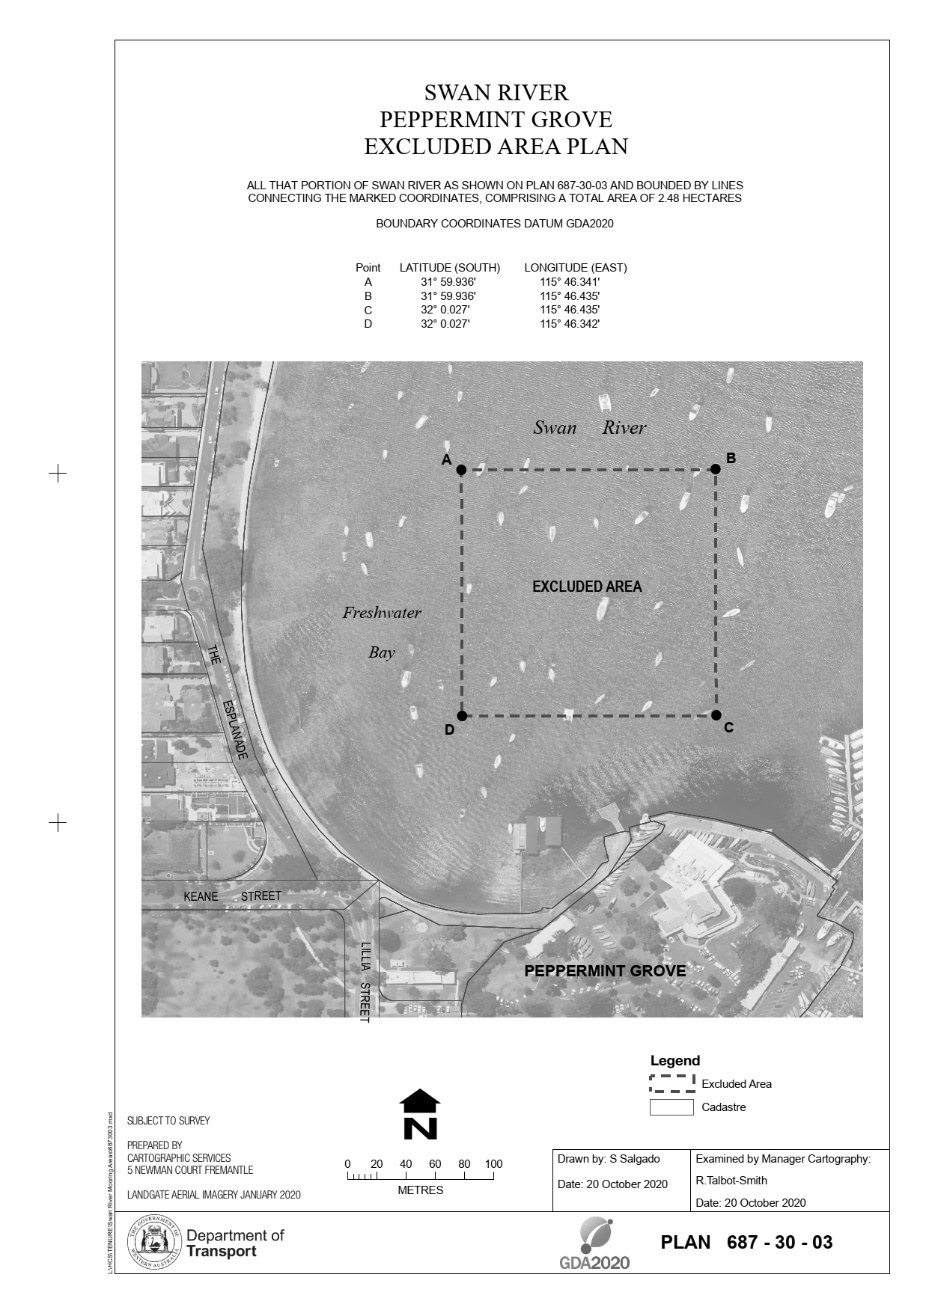 SWAN RIVER
PEPPERMINT GROVE
EXCLUDED AREA PLAN
ALL THAT PORTION OF SWAN RIVER AS SHOWN ON PLAN 687-30-03 AND BOUNDED BY LINES
CONNECTING THE MARKED COORDINATES, COMPRISING A TOTAL AREA OF 2.48 HECTARES
BOUNDARY COORDINATES DATUM GDA2020
Point LATITUDE (SOUTH) LONGITUDE (EAST)
A 31° 59.936' 115° 46.341'
B 31° 59.936' 115° 46.435'
C 32° 0.027' 115° 46.435'
D 32° 0.027' 115° 46.342'
Swan River
A
B
EXCLUDED AREA
Freshwater
Bay
THE
ESPLANADE
D
C
KEANE STREET
LILLIA STREET
PEPPERMINT GROVE
Legend
Excluded Area
Cadastre
N
0 20 40 60 80 100
METRES
SUBJECT TO SURVEY
PREPARED BY
CARTOGRAPHIC SERVICES
5 NEWMAN COURT FREMANTLE
LANDGATE AERIAL IMAGERY JANUARY 2020
Drawn by: S Salgado
Date: 20 October 2020
Examined by Manager Cartography:
R.Talbot-Smith
Date: 20 October 2020
THE GOVERNMENT OF
WESTERN AUSTRALIA
Department of
Transport
GDA2020
PLAN 687 - 30 - 03